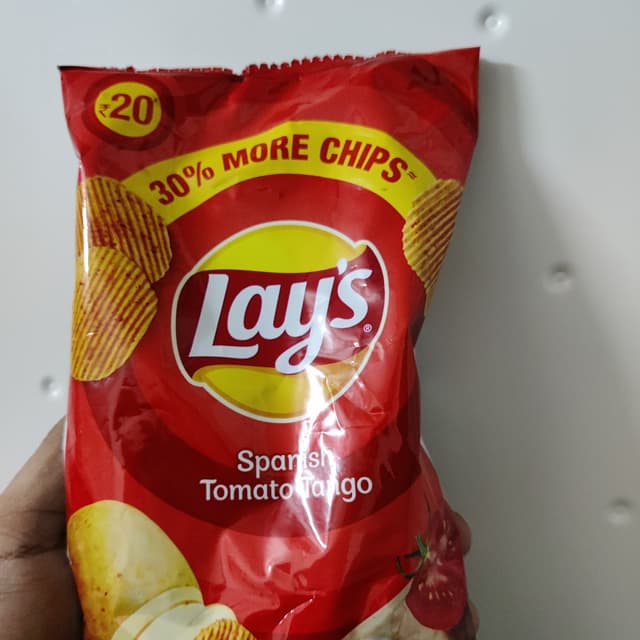 ₹20*
30% MORE CHIPS≈
Lay's®
Spanish
Tomato Tango